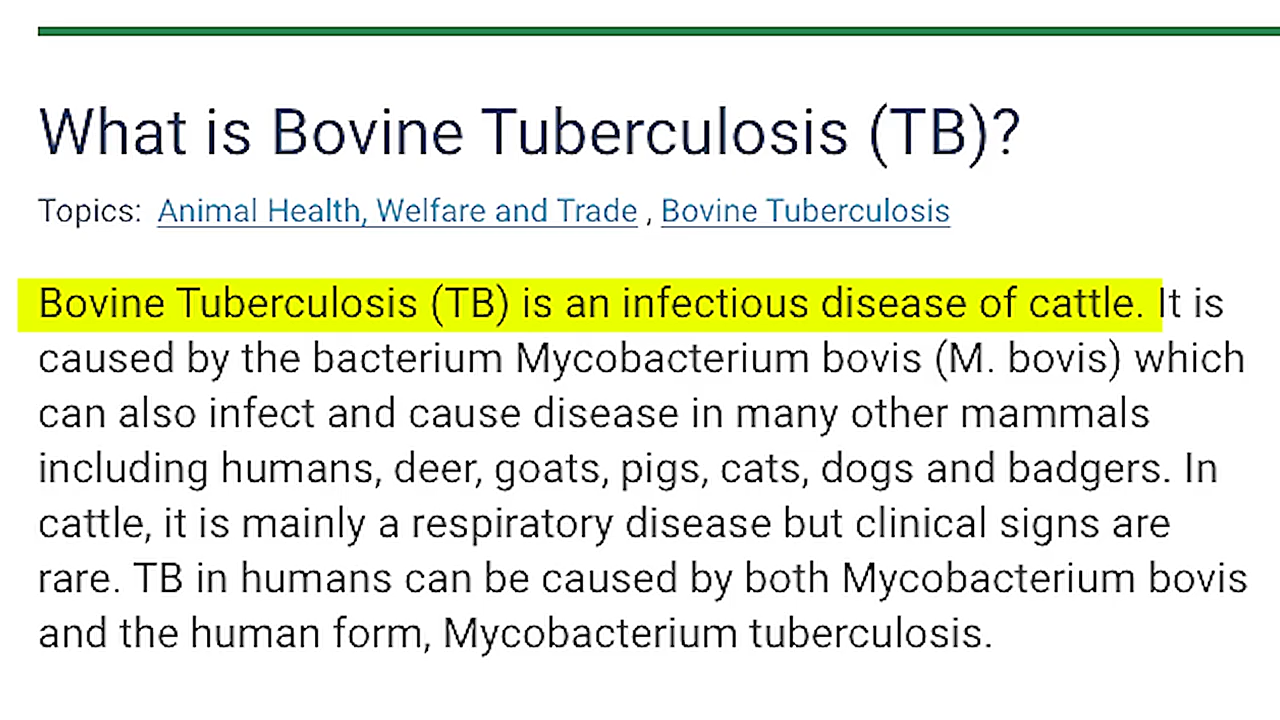 What is Bovine Tuberculosis (TB)?
Topics: Animal Health, Welfare and Trade , Bovine Tuberculosis
Bovine Tuberculosis (TB) is an infectious disease of cattle. It is
caused by the bacterium Mycobacterium bovis (M. bovis) which
can also infect and cause disease in many other mammals
including humans, deer, goats, pigs, cats, dogs and badgers. In
cattle, it is mainly a respiratory disease but clinical signs are
rare. TB in humans can be caused by both Mycobacterium bovis
and the human form, Mycobacterium tuberculosis.